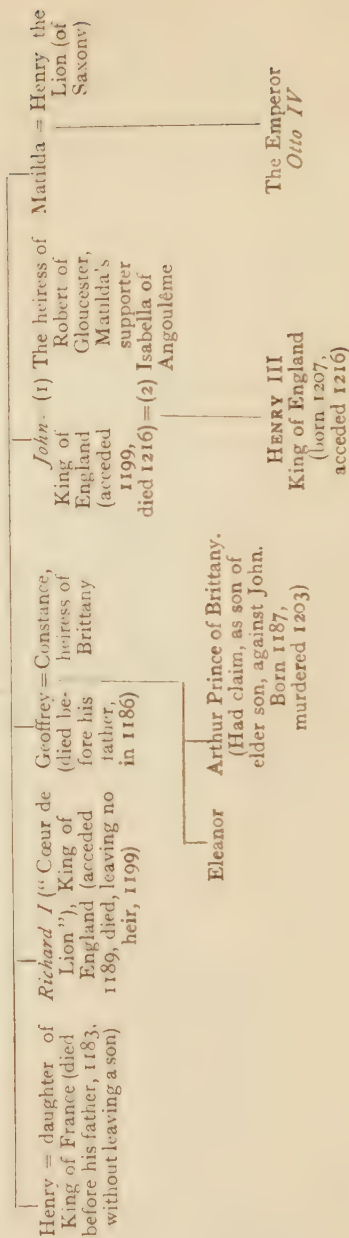 Henry = daughter of
King of France (died
before his father, 1183,
without leaving a son)
Richard I ("Cœur de
Lion"), King of
England (acceded
1189, died, leaving no
heir, 1199)
Geoffrey = Constance,
(died be- heiress of
fore his Brittany
father,
in 1186)
John. (1) The heiress of
King of Robert of
England Gloucester,
(acceded Matilda's
1199, supporter
died 1216) = (2) Isabella of
Angoulême
Matilda = Henry the
Lion (of
Saxony)
Eleanor
Arthur Prince of Brittany.
(Had claim, as son of
elder son, against John.
Born 1187,
murdered 1203)
HENRY III
King of England
(born 1207,
acceded 1216)
The Emperor
Otto IV